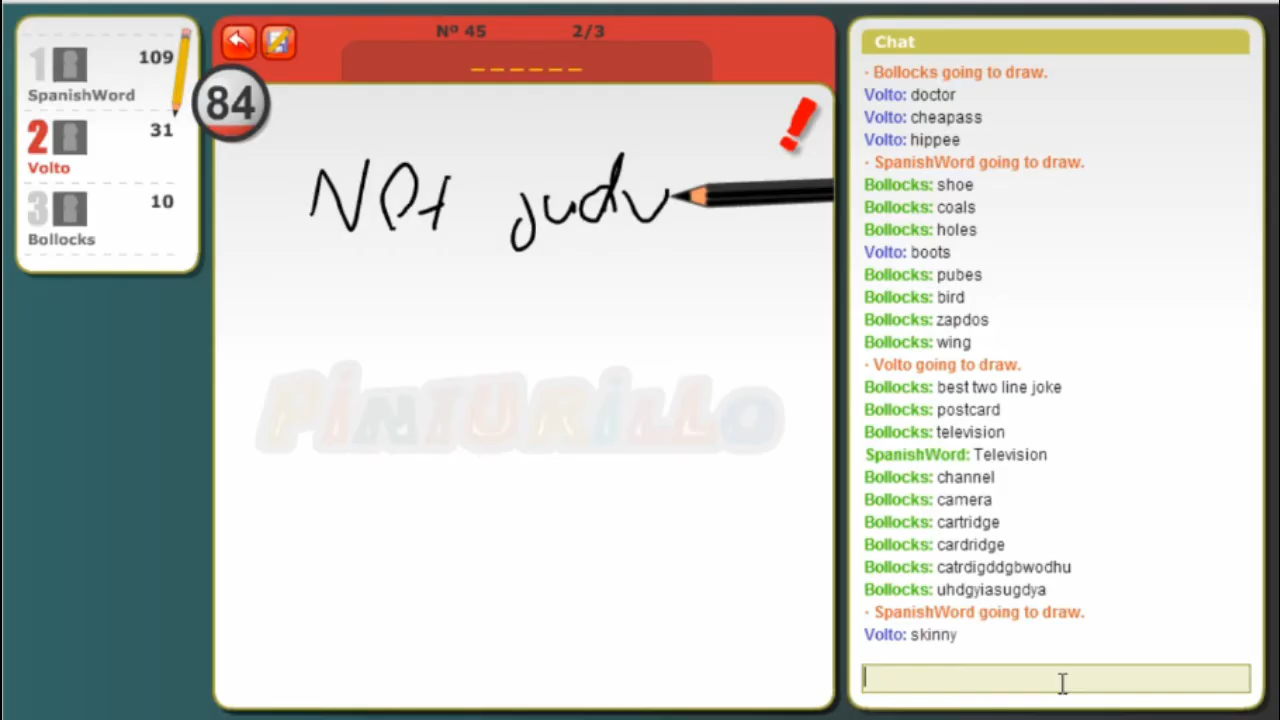 1
109
SpanishWord
2
31
Volto
3
10
Bollocks
84
Nº 45
2/3
_ _ _ _ _ _
Not
PINTURILLO
Chat
· Bollocks going to draw.
Volto: doctor
Volto: cheapass
Volto: hippee
· SpanishWord going to draw.
Bollocks: shoe
Bollocks: coals
Bollocks: holes
Volto: boots
Bollocks: pubes
Bollocks: bird
Bollocks: zapdos
Bollocks: wing
· Volto going to draw.
Bollocks: best two line joke
Bollocks: postcard
Bollocks: television
SpanishWord: Television
Bollocks: channel
Bollocks: camera
Bollocks: cartridge
Bollocks: cardridge
Bollocks: catrdigddgbwodhu
Bollocks: uhdgyiasugdya
· SpanishWord going to draw.
Volto: skinny